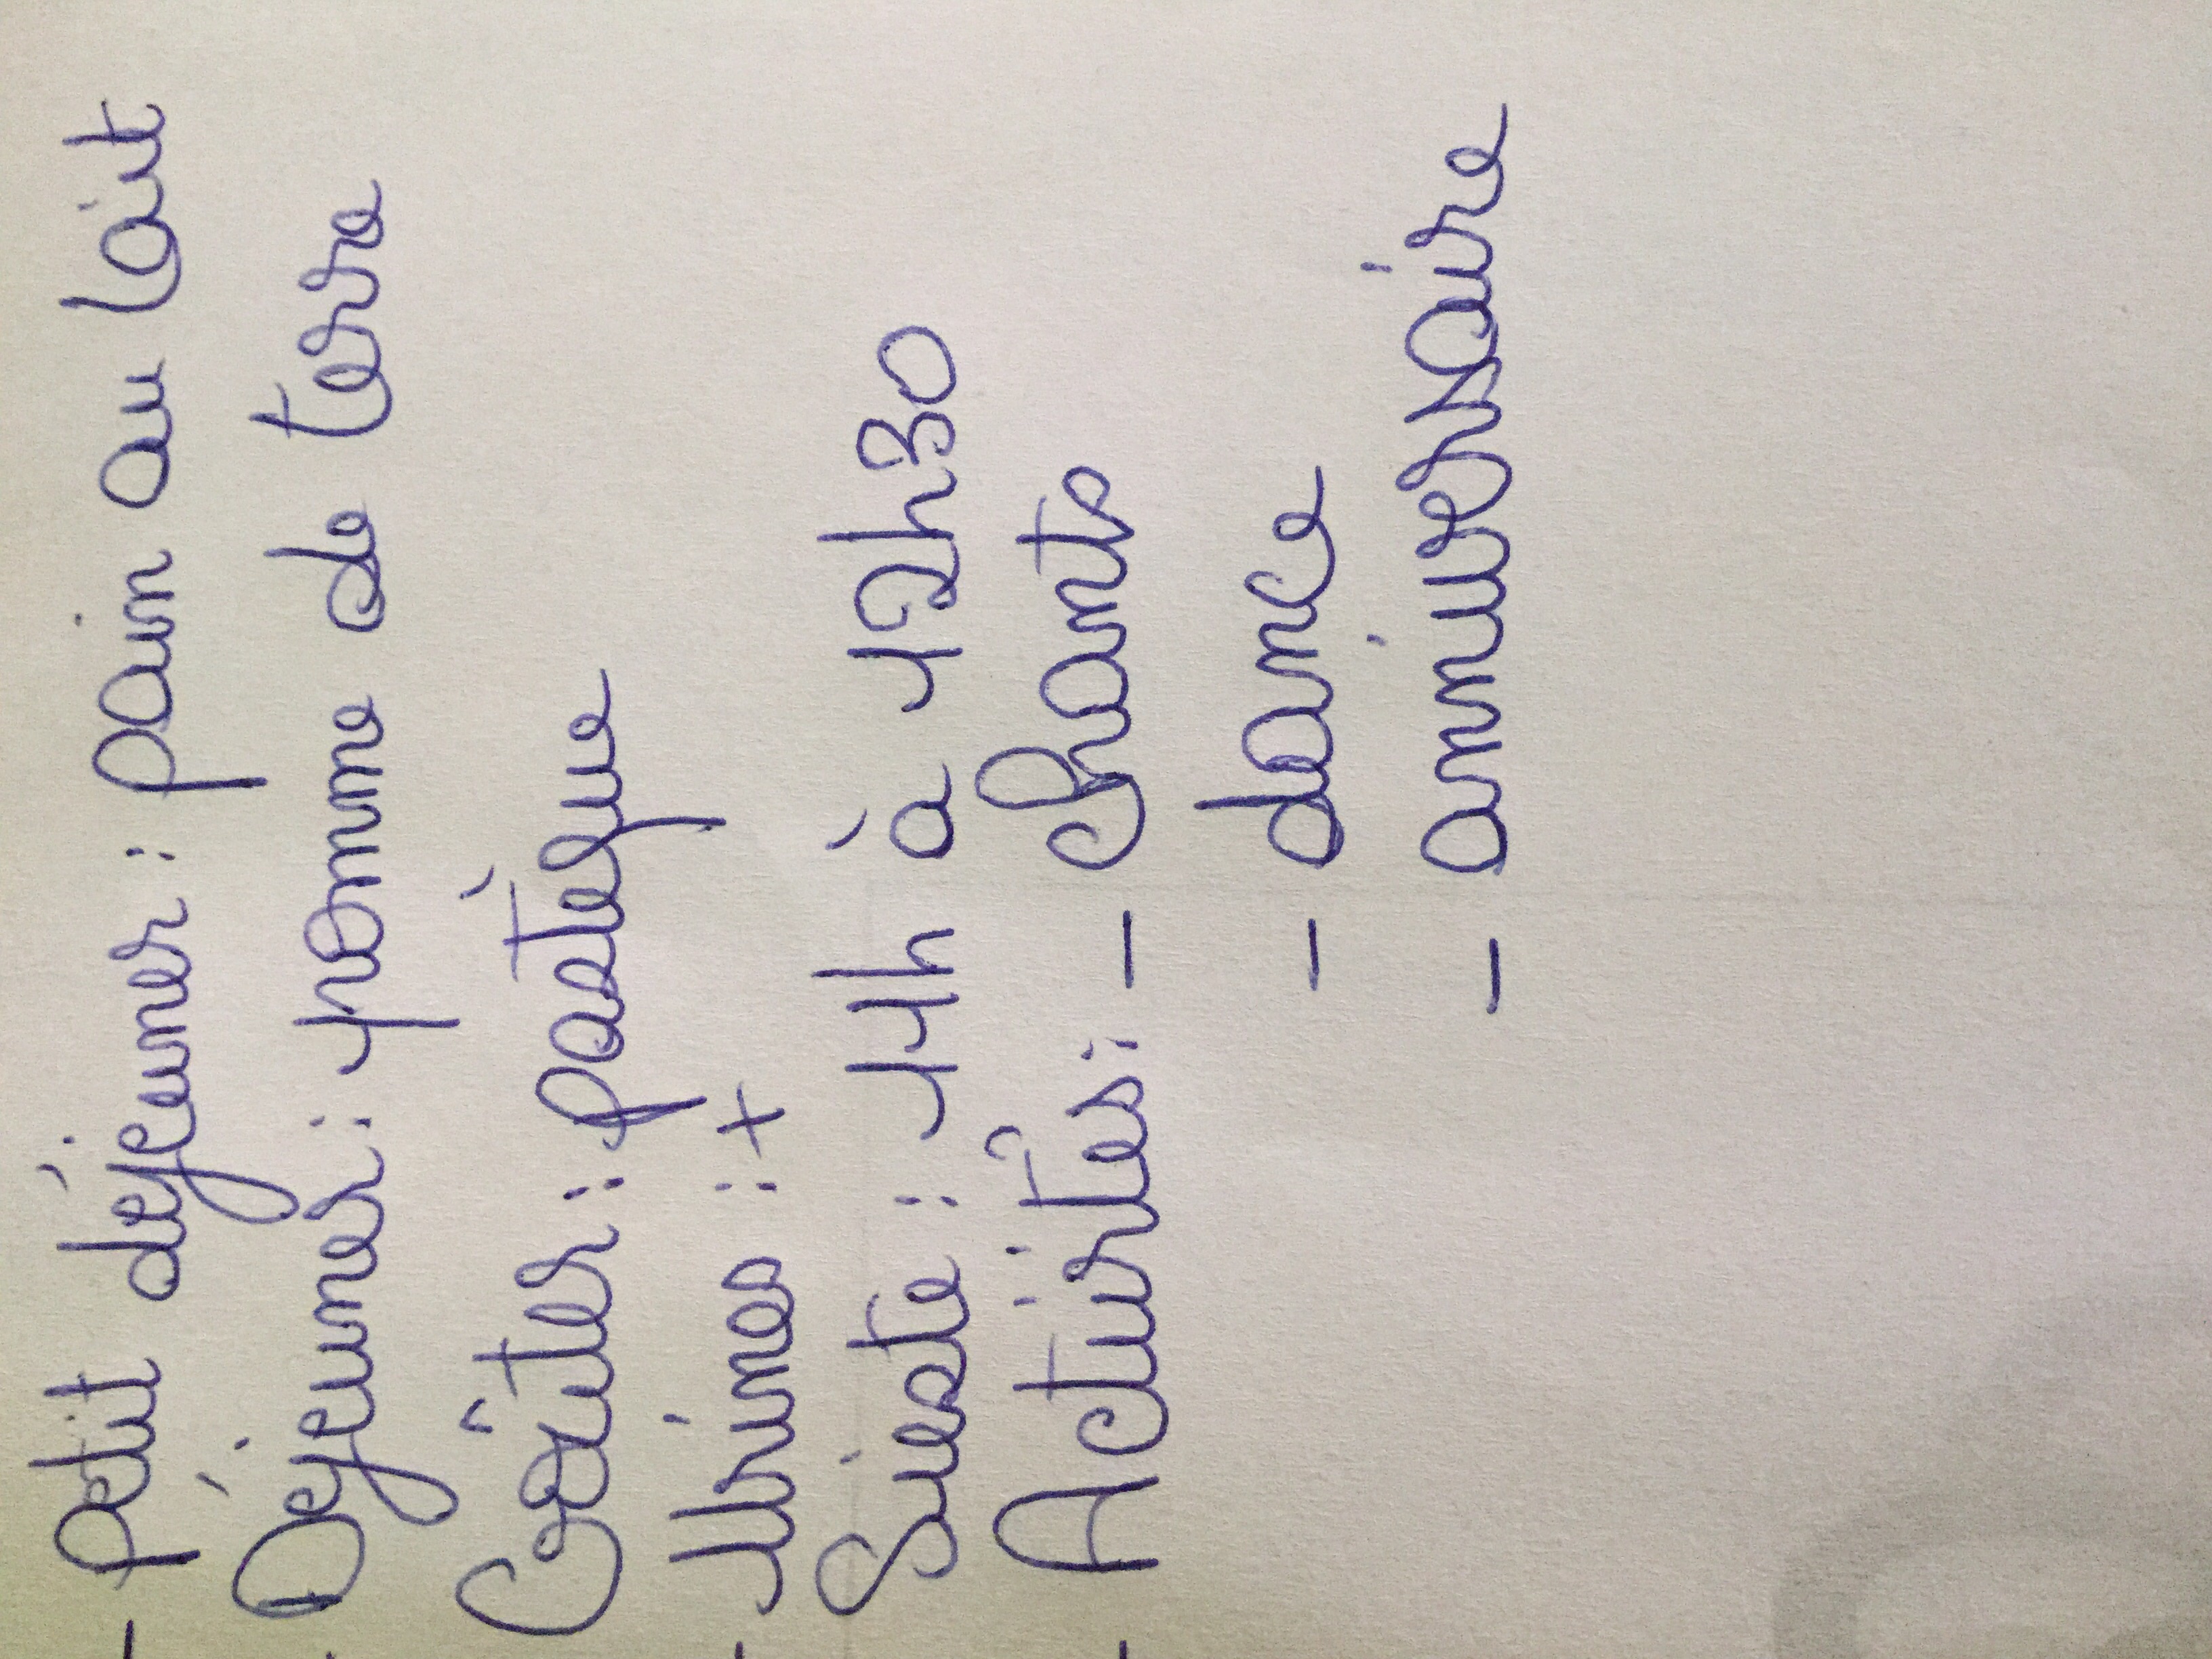 - Petit déjeuner : pain au lait
- Déjeuner : pomme de terre
Goûter : pastèque
- Urines : +
Sieste : 11h à 12h30
- Activités : - chants
- dance
- anniversaire